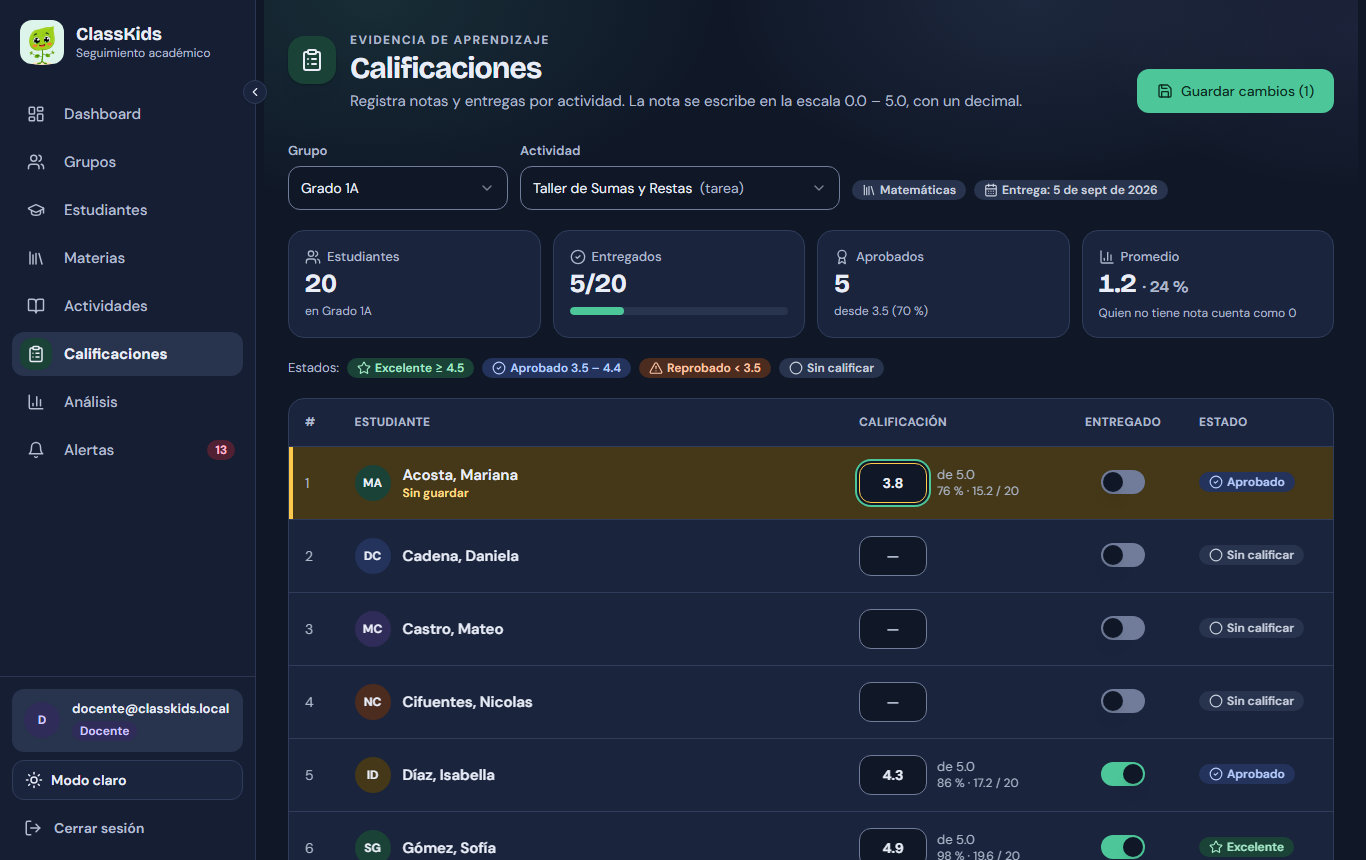 ClassKids
Seguimiento académico
Dashboard
Grupos
Estudiantes
Materias
Actividades
Calificaciones
Análisis
Alertas 13
D docente@classkids.local
Docente
Modo claro
Cerrar sesión
EVIDENCIA DE APRENDIZAJE
Calificaciones
Registra notas y entregas por actividad. La nota se escribe en la escala 0.0 – 5.0, con un decimal.
Guardar cambios (1)
Grupo
Grado 1A
Actividad
Taller de Sumas y Restas (tarea)
Matemáticas
Entrega: 5 de sept de 2026
Estudiantes
20
en Grado 1A
Entregados
5/20
Aprobados
5
desde 3.5 (70 %)
Promedio
1.2 · 24 %
Quien no tiene nota cuenta como 0
Estados: Excelente ≥ 4.5 Aprobado 3.5 – 4.4 Reprobado < 3.5 Sin calificar
# ESTUDIANTE CALIFICACIÓN ENTREGADO ESTADO
1 MA Acosta, Mariana
Sin guardar
3.8 de 5.0
76 % · 15.2 / 20
Aprobado
2 DC Cadena, Daniela — Sin calificar
3 MC Castro, Mateo — Sin calificar
4 NC Cifuentes, Nicolas — Sin calificar
5 ID Díaz, Isabella 4.3 de 5.0
86 % · 17.2 / 20
Aprobado
6 SG Gómez, Sofía 4.9 de 5.0
98 % · 19.6 / 20
Excelente